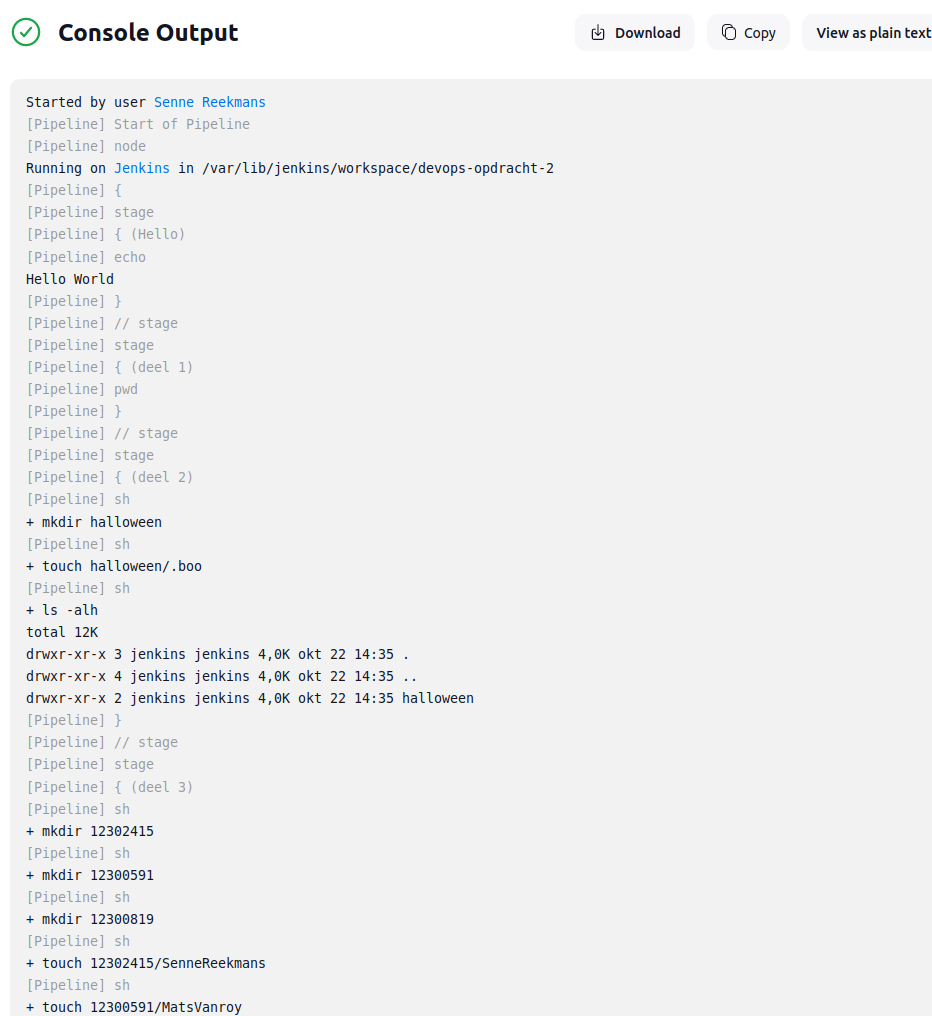 Console Output
Download
Copy
View as plain text
Started by user Senne Reekmans
[Pipeline] Start of Pipeline
[Pipeline] node
Running on Jenkins in /var/lib/jenkins/workspace/devops-opdracht-2
[Pipeline] {
[Pipeline] stage
[Pipeline] { (Hello)
[Pipeline] echo
Hello World
[Pipeline] }
[Pipeline] // stage
[Pipeline] stage
[Pipeline] { (deel 1)
[Pipeline] pwd
[Pipeline] }
[Pipeline] // stage
[Pipeline] stage
[Pipeline] { (deel 2)
[Pipeline] sh
+ mkdir halloween
[Pipeline] sh
+ touch halloween/.boo
[Pipeline] sh
+ ls -alh
total 12K
drwxr-xr-x 3 jenkins jenkins 4,0K okt 22 14:35 .
drwxr-xr-x 4 jenkins jenkins 4,0K okt 22 14:35 ..
drwxr-xr-x 2 jenkins jenkins 4,0K okt 22 14:35 halloween
[Pipeline] }
[Pipeline] // stage
[Pipeline] stage
[Pipeline] { (deel 3)
[Pipeline] sh
+ mkdir 12302415
[Pipeline] sh
+ mkdir 12300591
[Pipeline] sh
+ mkdir 12300819
[Pipeline] sh
+ touch 12302415/SenneReekmans
[Pipeline] sh
+ touch 12300591/MatsVanroy